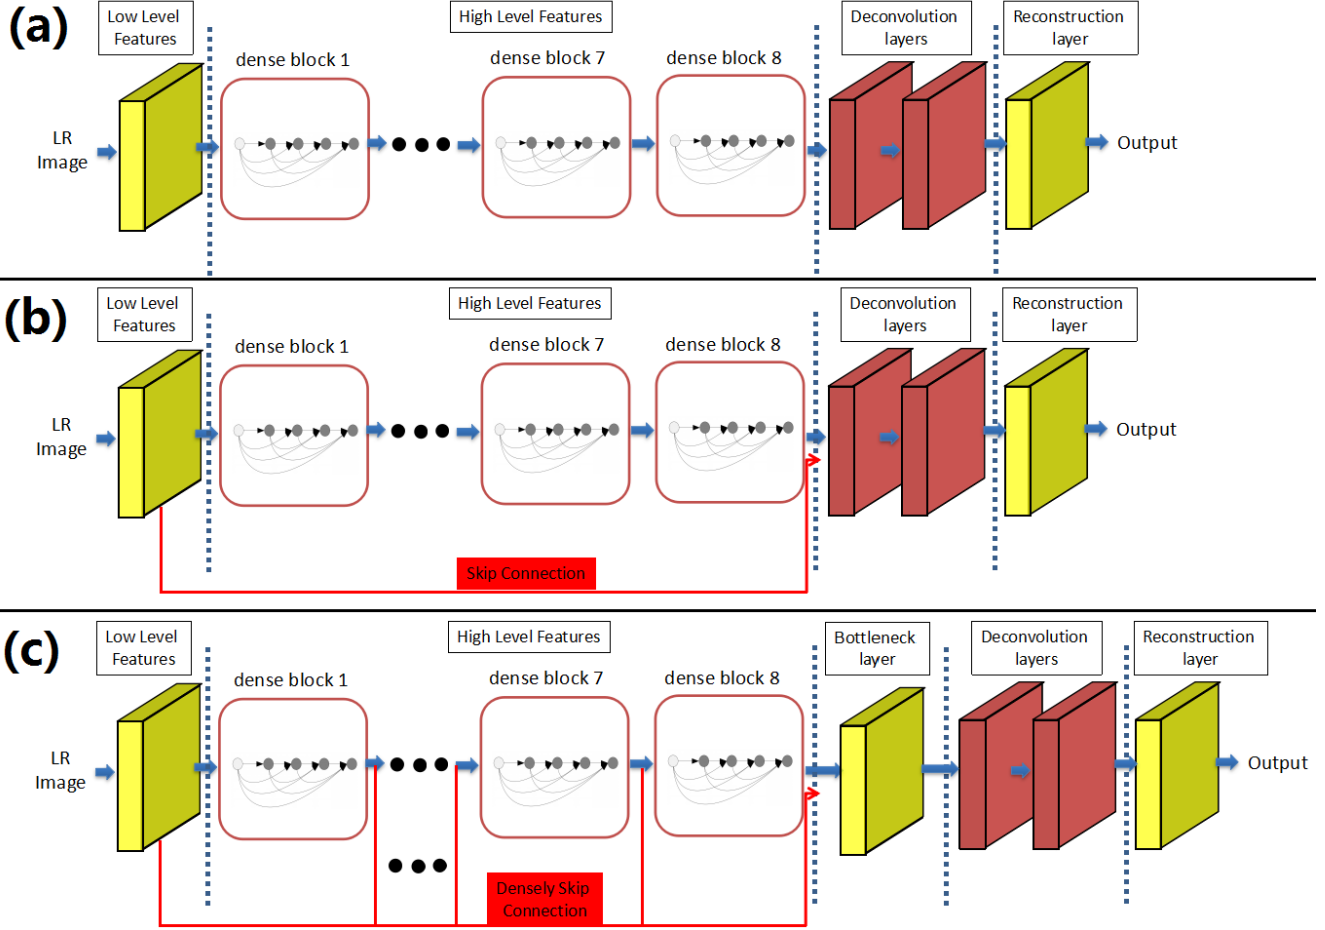 (a)
Low Level
Features
High Level Features
Deconvolution
layers
Reconstruction
layer
dense block 1
dense block 7
dense block 8
LR
Image
Output
(b)
Low Level
Features
High Level Features
Deconvolution
layers
Reconstruction
layer
dense block 1
dense block 7
dense block 8
LR
Image
Output
Skip Connection
(c)
Low Level
Features
High Level Features
Bottleneck
layer
Deconvolution
layers
Reconstruction
layer
dense block 1
dense block 7
dense block 8
LR
Image
Output
Densely Skip
Connection